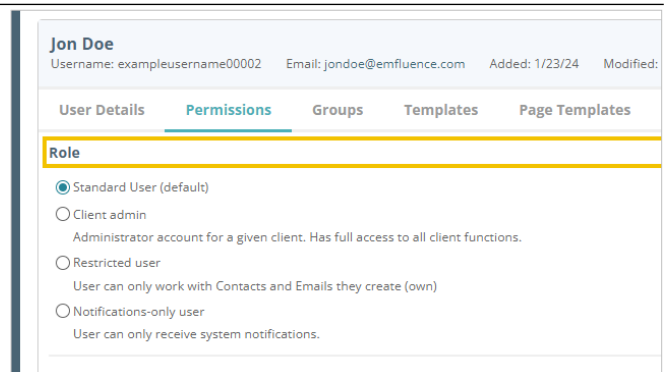 Jon Doe
Username: exampleusername00002 Email: jondoe@emfluence.com Added: 1/23/24 Modified:
User Details Permissions Groups Templates Page Templates
Role
Standard User (default)
Client admin
Administrator account for a given client. Has full access to all client functions.
Restricted user
User can only work with Contacts and Emails they create (own)
Notifications-only user
User can only receive system notifications.